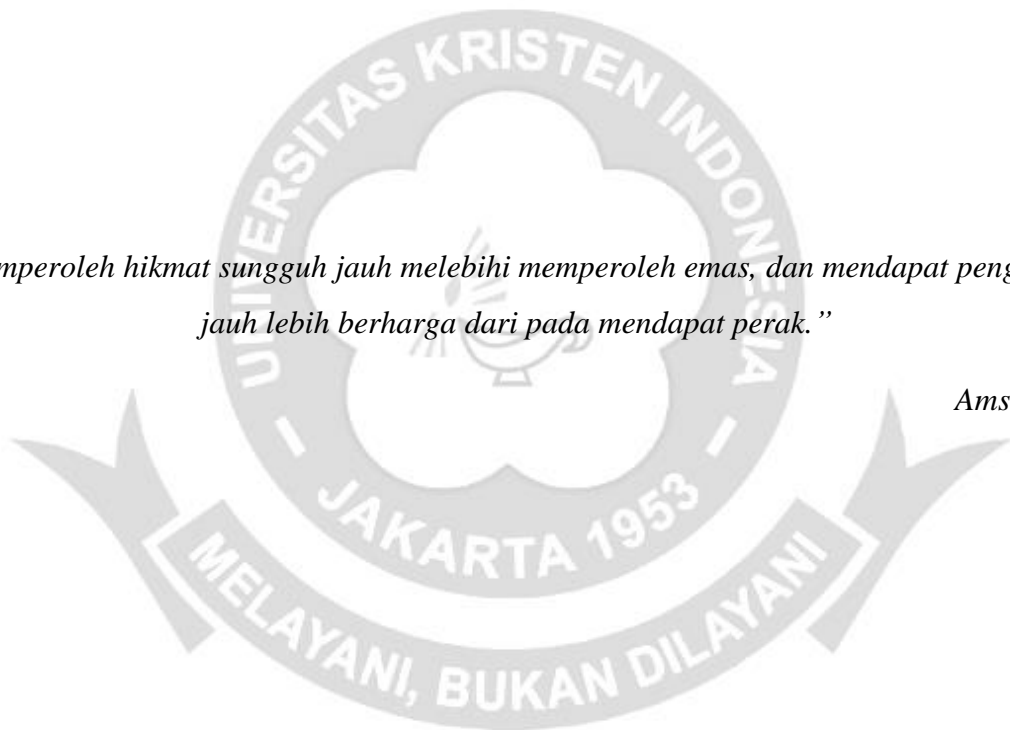 UNIVERSITAS KRISTEN INDONESIA
mperoleh hikmat sungguh jauh melebihi memperoleh emas, dan mendapat peng
jauh lebih berharga dari pada mendapat perak.”
Ams
JAKARTA 1953
MELAYANI, BUKAN DILAYANI